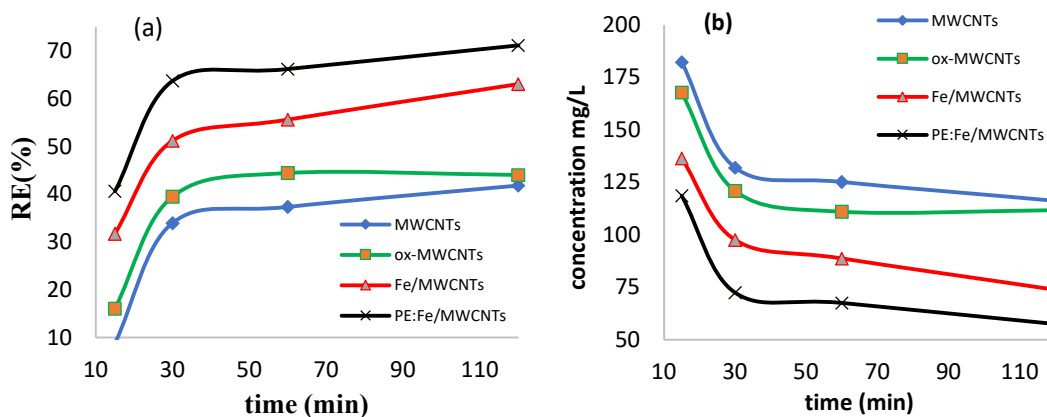 (a)
RE(%)
70
60
50
40
30
20
10
10
30
50
70
90
110
time (min)
MWCNTs
ox-MWCNTs
Fe/MWCNTs
PE:Fe/MWCNTs
(b)
concentration mg/L
200
175
150
125
100
75
50
10
30
50
70
90
110
time (min)
MWCNTs
ox-MWCNTs
Fe/MWCNTs
PE:Fe/MWCNTs